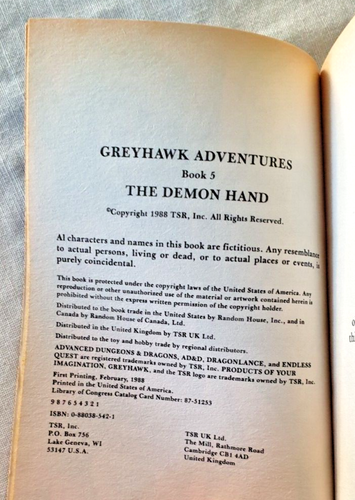 GREYHAWK ADVENTURES
Book 5
THE DEMON HAND
©Copyright 1988 TSR, Inc. All Rights Reserved.
Al characters and names in this book are fictitious. Any resemblance
to actual persons, living or dead, or to actual places or events, is
purely coincidental.
This book is protected under the copyright laws of the United States of America. Any
reproduction or other unauthorized use of the material or artwork contained herein is
prohibited without the express written permission of the copyright holder.
Distributed to the book trade in the United States by Random House, Inc., and in
Canada by Random House of Canada, Ltd.
Distributed in the United Kingdom by TSR UK Ltd.
Distributed to the toy and hobby trade by regional distributors.
ADVANCED DUNGEONS & DRAGONS, AD&D, DRAGONLANCE, and ENDLESS
QUEST are registered trademarks owned by TSR, Inc. PRODUCTS OF YOUR
IMAGINATION, GREYHAWK, and the TSR logo are trademarks owned by TSR, Inc.
First Printing, February, 1988
Printed in the United States of America.
Library of Congress Catalog Card Number: 87-51253
9 8 7 6 5 4 3 2 1
ISBN: 0-88038-542-1
TSR, Inc.
P.O. Box 756
Lake Geneva, WI
53147 U.S.A.
TSR UK Ltd.
The Mill, Rathmore Road
Cambridge CB1 4AD
United Kingdom